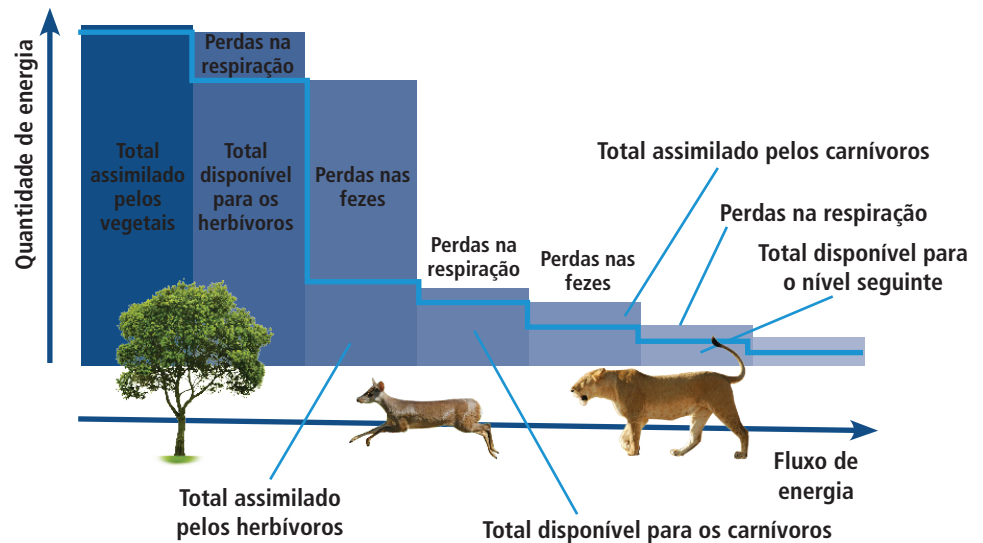 Quantidade de energia
Total
assimilado
pelos
vegetais
Perdas na
respiração
Total
disponível
para os
herbívoros
Perdas nas
fezes
Total assimilado
pelos herbívoros
Perdas na
respiração
Total disponível para os carnívoros
Perdas nas
fezes
Total assimilado pelos carnívoros
Perdas na respiração
Total disponível para
o nível seguinte
Fluxo de
energia